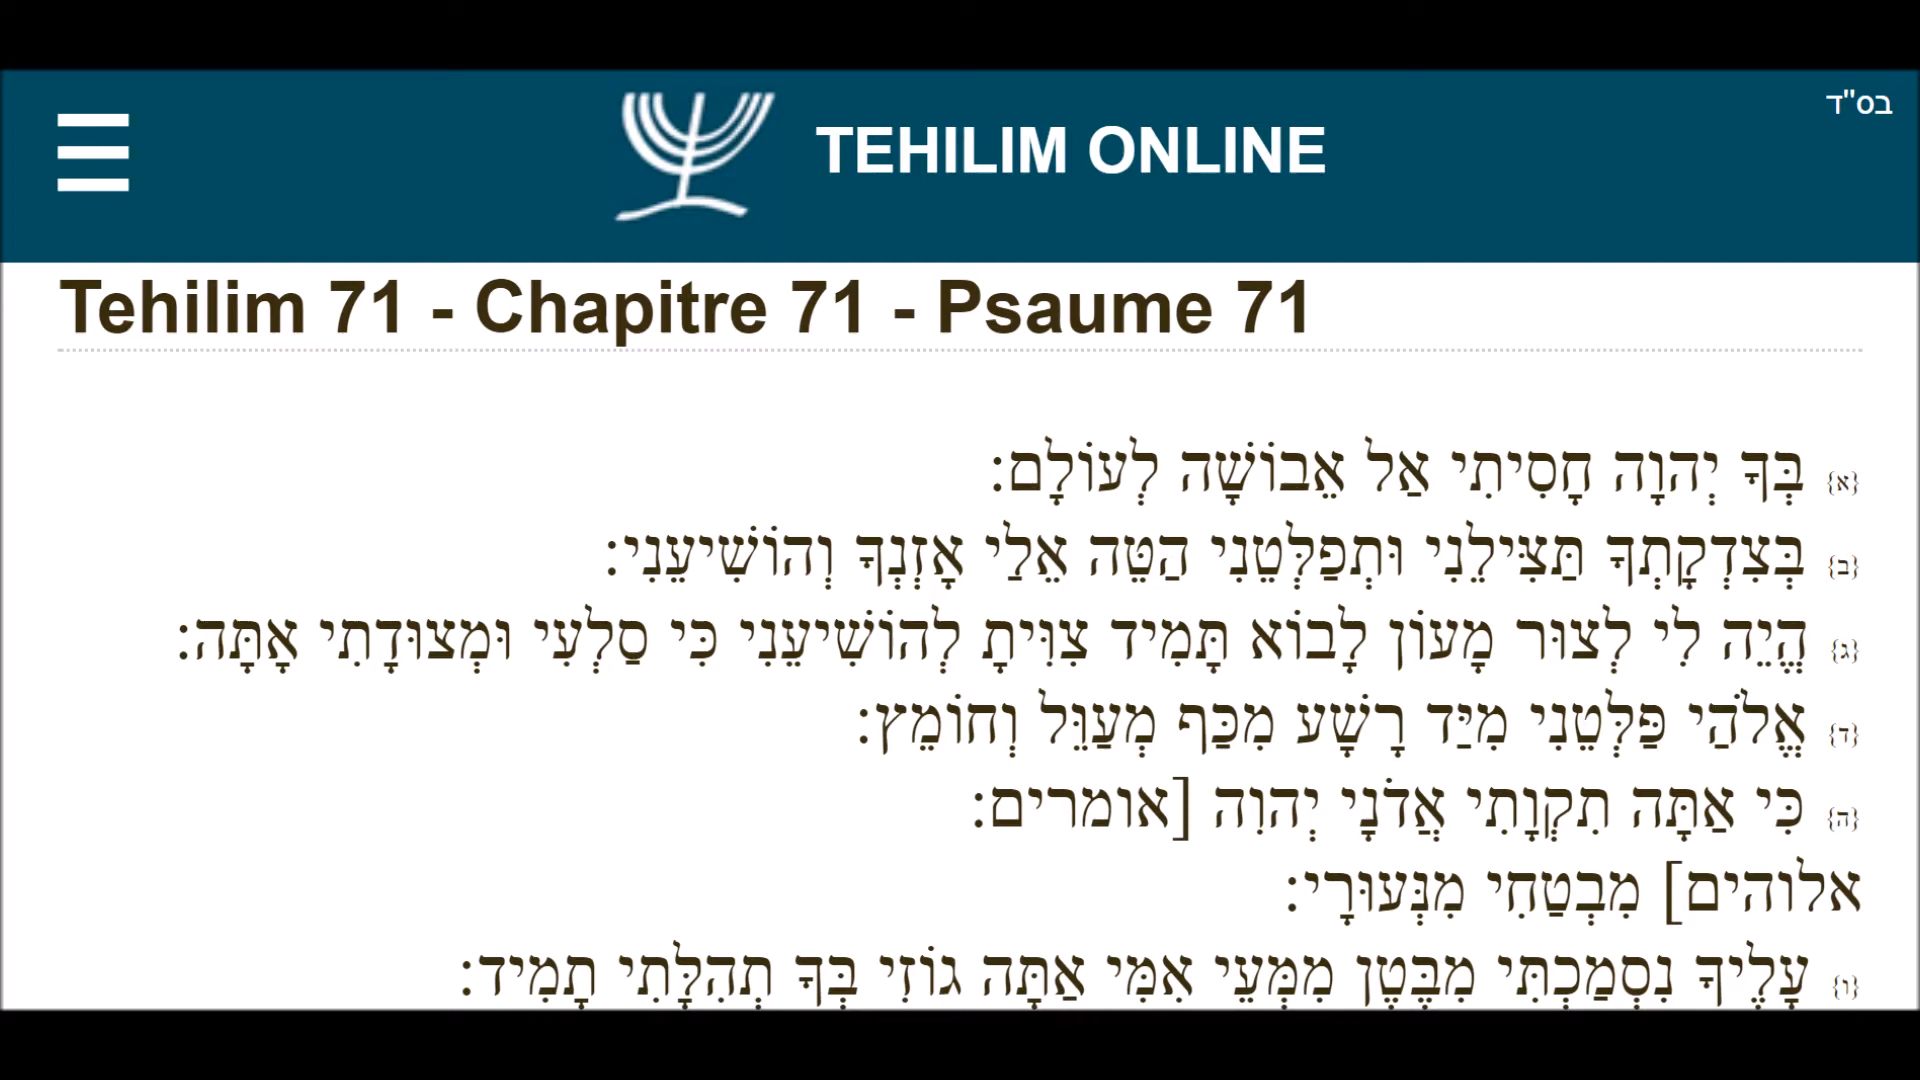 בס"ד
TEHILIM ONLINE
Tehilim 71 - Chapitre 71 - Psaume 71
{א} בְּךָ יְהוָה חָסִיתִי אַל אֵבוֹשָׁה לְעוֹלָם:
{ב} בְּצִדְקָתְךָ תַּצִּילֵנִי וּתְפַלְּטֵנִי הַטֵּה אֵלַי אָזְנְךָ וְהוֹשִׁיעֵנִי:
{ג} הֱיֵה לִי לְצוּר מָעוֹן לָבוֹא תָּמִיד צִוִּיתָ לְהוֹשִׁיעֵנִי כִּי סַלְעִי וּמְצוּדָתִי אָתָּה:
{ד} אֱלֹהַי פַּלְּטֵנִי מִיַּד רָשָׁע מִכַּף מְעַוֵּל וְחוֹמֵץ:
{ה} כִּי אַתָּה תִקְוָתִי אֲדֹנָי יְהוִה [אומרים:
אלוהים] מִבְטַחִי מִנְּעוּרָי:
{ו} עָלֶיךָ נִסְמַכְתִּי מִבֶּטֶן מִמְּעֵי אִמִּי אַתָּה גוֹזִי בְּךָ תְהִלָּתִי תָמִיד: